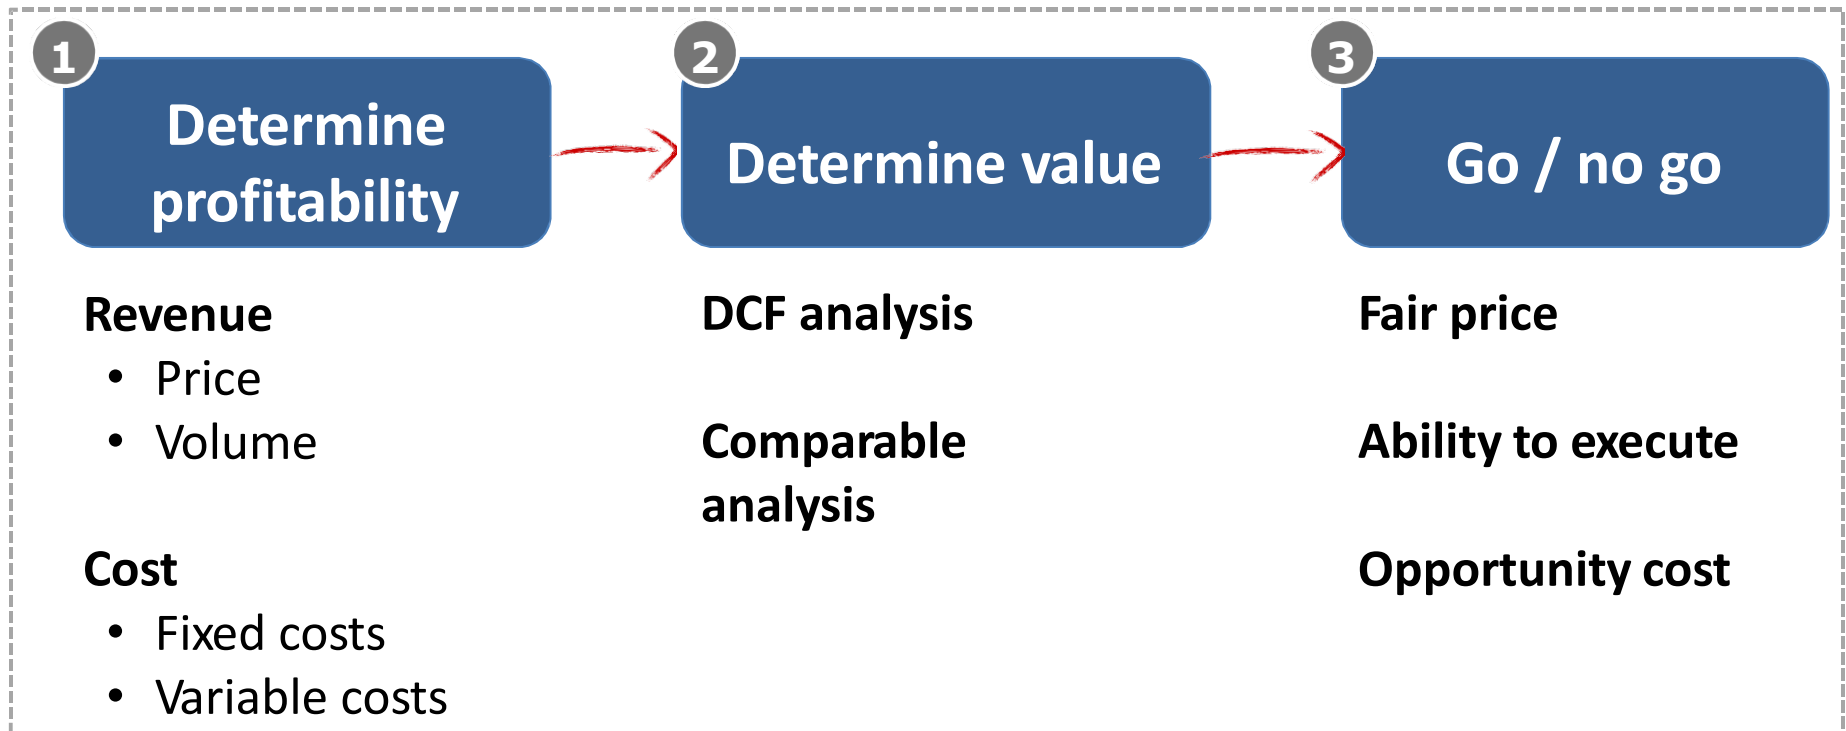 1
Determine
profitability
Revenue
• Price
• Volume
Cost
• Fixed costs
• Variable costs
2
Determine value
DCF analysis
Comparable
analysis
3
Go / no go
Fair price
Ability to execute
Opportunity cost